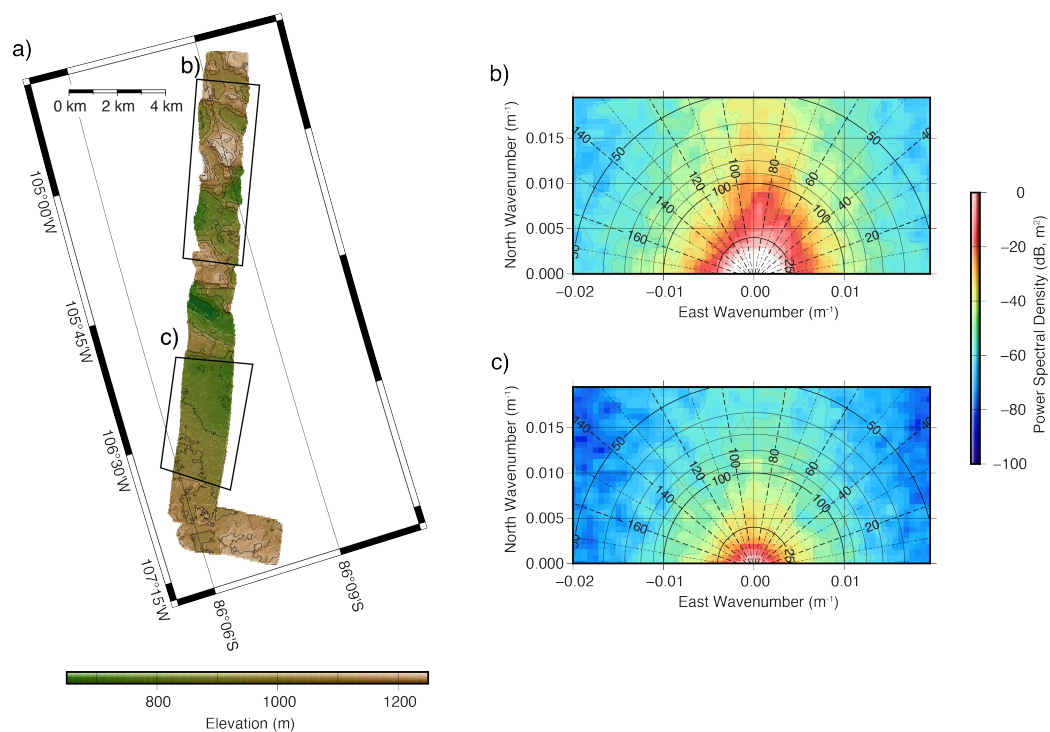 a)
b)
0 km 2 km 4 km
c)
105°00'W
105°45'W
106°30'W
107°15'W
86°06'S
86°09'S
800 1000 1200
Elevation (m)
b)
North Wavenumber (m⁻¹)
0.015
0.010
0.005
0.000
140
50
40
120
100
80
60
100
100
140
40
160
20
25
−0.02 −0.01 0.00 0.01
East Wavenumber (m⁻¹)
c)
North Wavenumber (m⁻¹)
0.015
0.010
0.005
0.000
140
50
50
40
120
100
80
60
100
100
140
40
160
20
25
−0.02 −0.01 0.00 0.01
East Wavenumber (m⁻¹)
0
−20
−40
−60
−80
−100
Power Spectral Density (dB, m²)